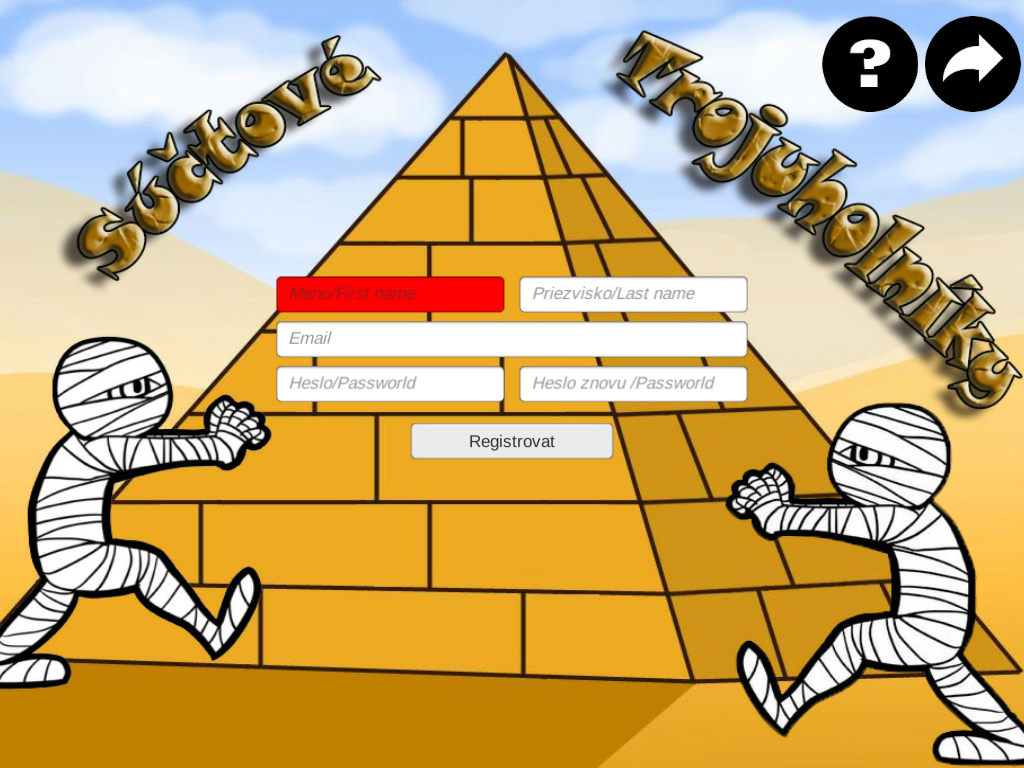 Súčtové
Trojuholníky
?
Meno/First name
Priezvisko/Last name
Email
Heslo/Passworld
Heslo znovu /Passworld
Registrovat